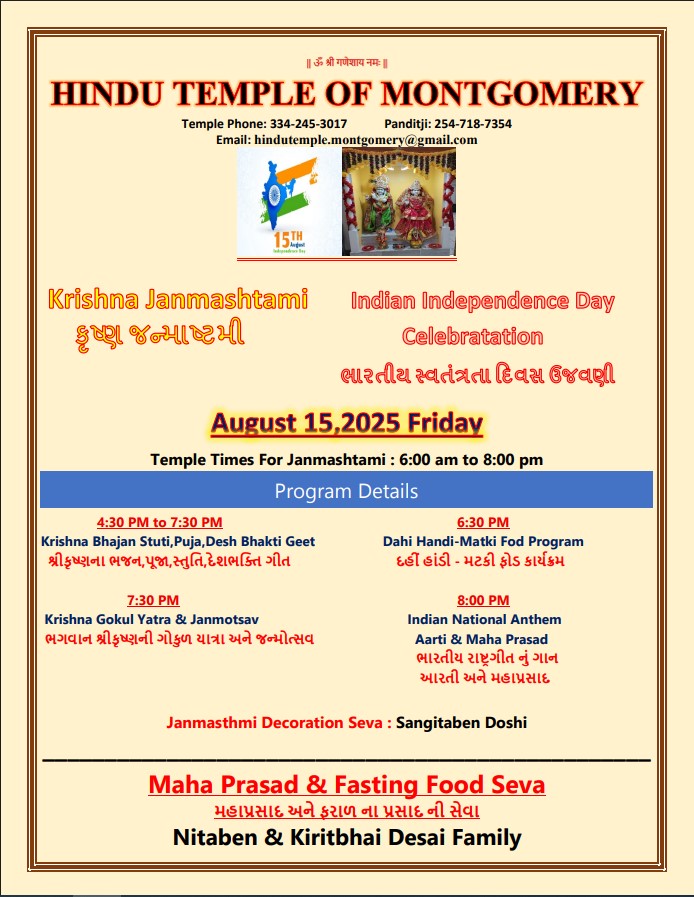 || ॐ श्री गणेशाय नमः ||
HINDU TEMPLE OF MONTGOMERY
Temple Phone: 334-245-3017 Panditji: 254-718-7354
Email: hindutemple.montgomery@gmail.com
15TH
August
Independence Day
Krishna Janmashtami
કૃષ્ણ જન્માષ્ટમી
Indian Independence Day
Celebratation
ભારતીય સ્વતંત્રતા દિવસ ઉજવણી
August 15,2025 Friday
Temple Times For Janmashtami : 6:00 am to 8:00 pm
Program Details
4:30 PM to 7:30 PM
Krishna Bhajan Stuti,Puja,Desh Bhakti Geet
શ્રીકૃષ્ણના ભજન,પૂજા,સ્તુતિ,દેશભક્તિ ગીત
6:30 PM
Dahi Handi-Matki Fod Program
દહીં હાંડી - મટકી ફોડ કાર્યક્રમ
7:30 PM
Krishna Gokul Yatra & Janmotsav
ભગવાન શ્રીકૃષ્ણની ગોકુળ યાત્રા અને જન્મોત્સવ
8:00 PM
Indian National Anthem
Aarti & Maha Prasad
ભારતીય રાષ્ટ્રગીત નું ગાન
આરતી અને મહાપ્રસાદ
Janmasthmi Decoration Seva : Sangitaben Doshi
Maha Prasad & Fasting Food Seva
મહાપ્રસાદ અને ફરાળ ના પ્રસાદ ની સેવા
Nitaben & Kiritbhai Desai Family